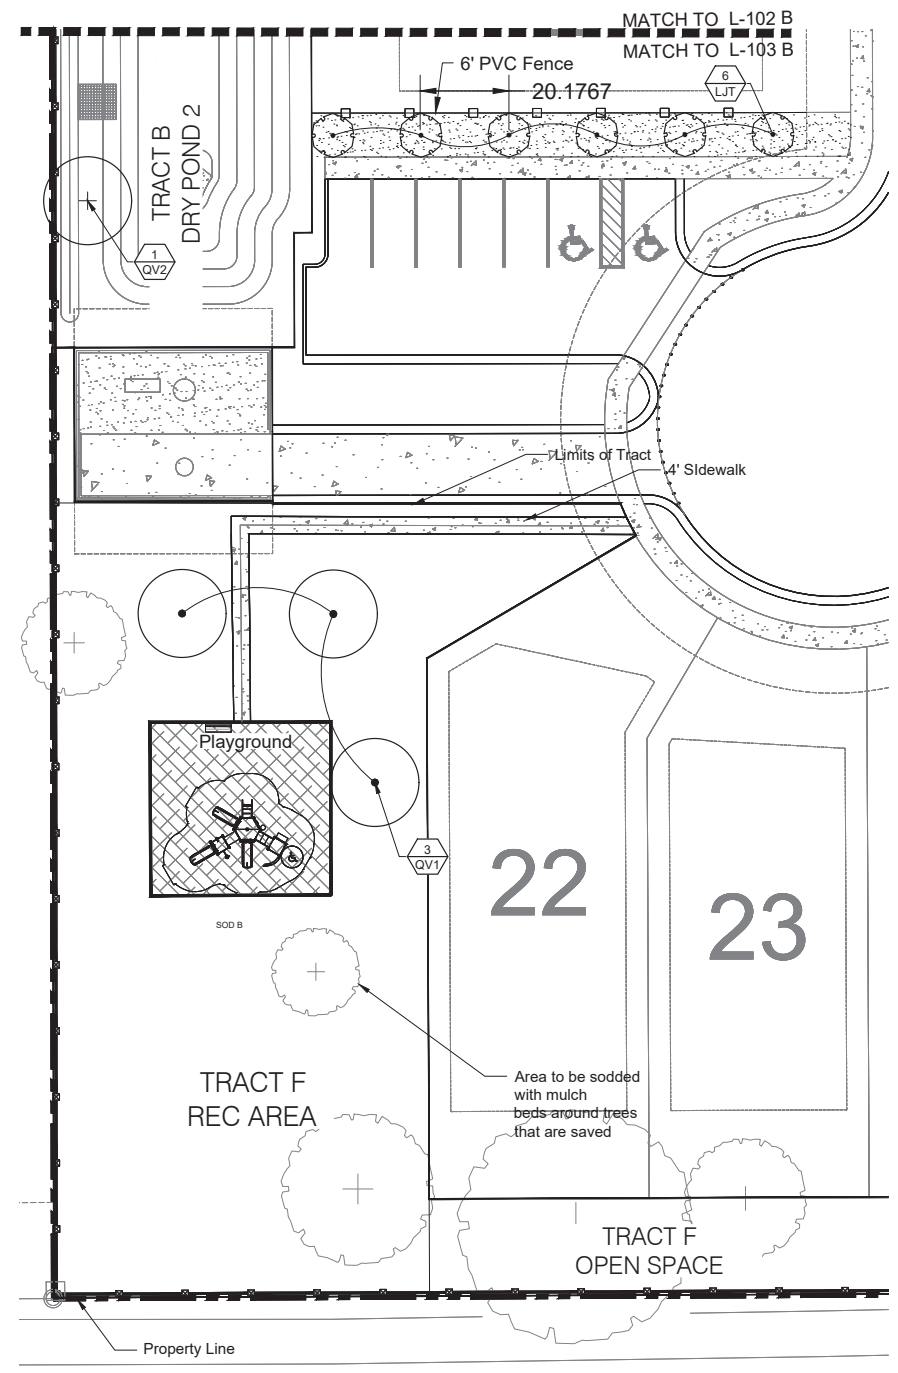 MATCH TO L-102 B
MATCH TO L-103 B
6' PVC Fence
20.1767
6
LJT
TRACT B
DRY POND 2
1
QV2
Limits of Tract
4' SIdewalk
Playground
3
QV1
22
23
SOD B
Area to be sodded
with mulch
beds around trees
that are saved
TRACT F
REC AREA
TRACT F
OPEN SPACE
Property Line